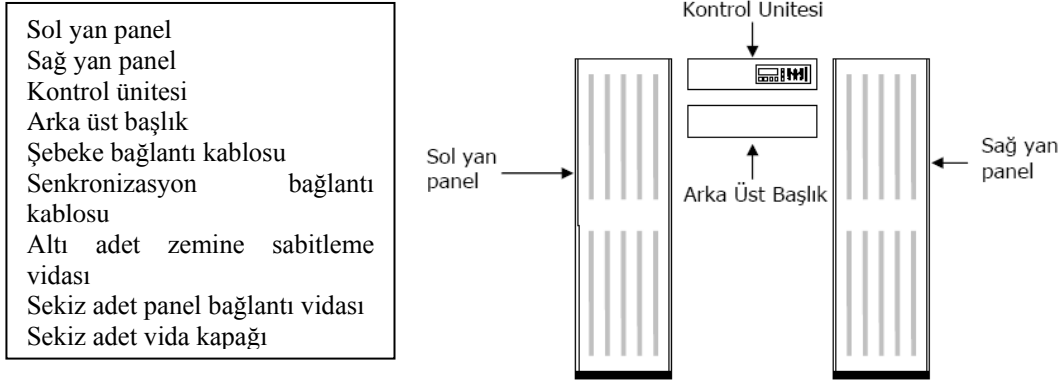 Sol yan panel
Sağ yan panel
Kontrol ünitesi
Arka üst başlık
Şebeke bağlantı kablosu
Senkronizasyon bağlantı
kablosu
Altı adet zemine sabitleme
vidası
Sekiz adet panel bağlantı vidası
Sekiz adet vida kapağı
Kontrol Ünitesi
Sol yan
panel
Arka Üst Başlık
Sağ yan
panel